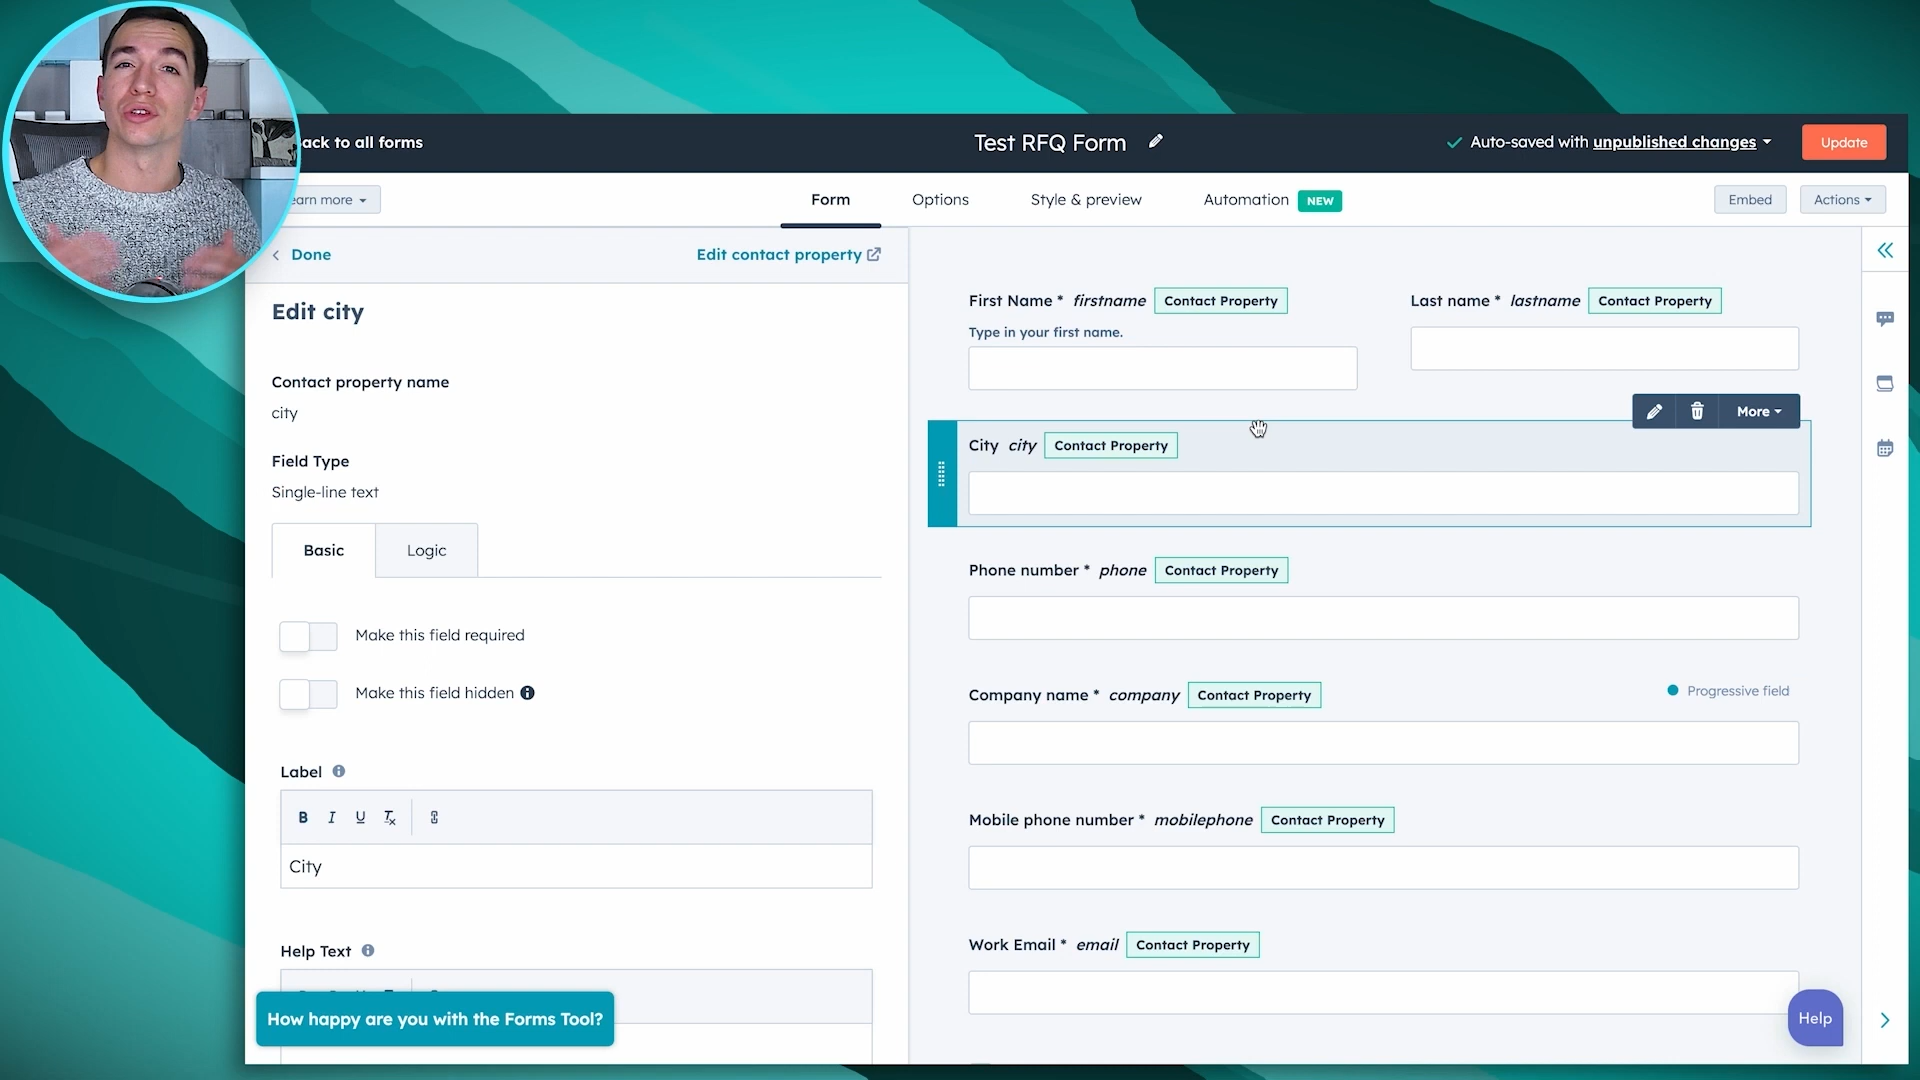 ack to all forms
Test RFQ Form
Auto-saved with unpublished changes
Update
earn more
Form
Options
Style & preview
Automation NEW
Embed
Actions
Done
Edit contact property
Edit city
Contact property name
city
Field Type
Single-line text
Basic
Logic
Make this field required
Make this field hidden
Label
B I U Tx
City
Help Text
How happy are you with the Forms Tool?
First Name * firstname Contact Property
Type in your first name.
Last name * lastname Contact Property
More
City city Contact Property
Phone number * phone Contact Property
Company name * company Contact Property
Progressive field
Mobile phone number * mobilephone Contact Property
Work Email * email Contact Property
Help